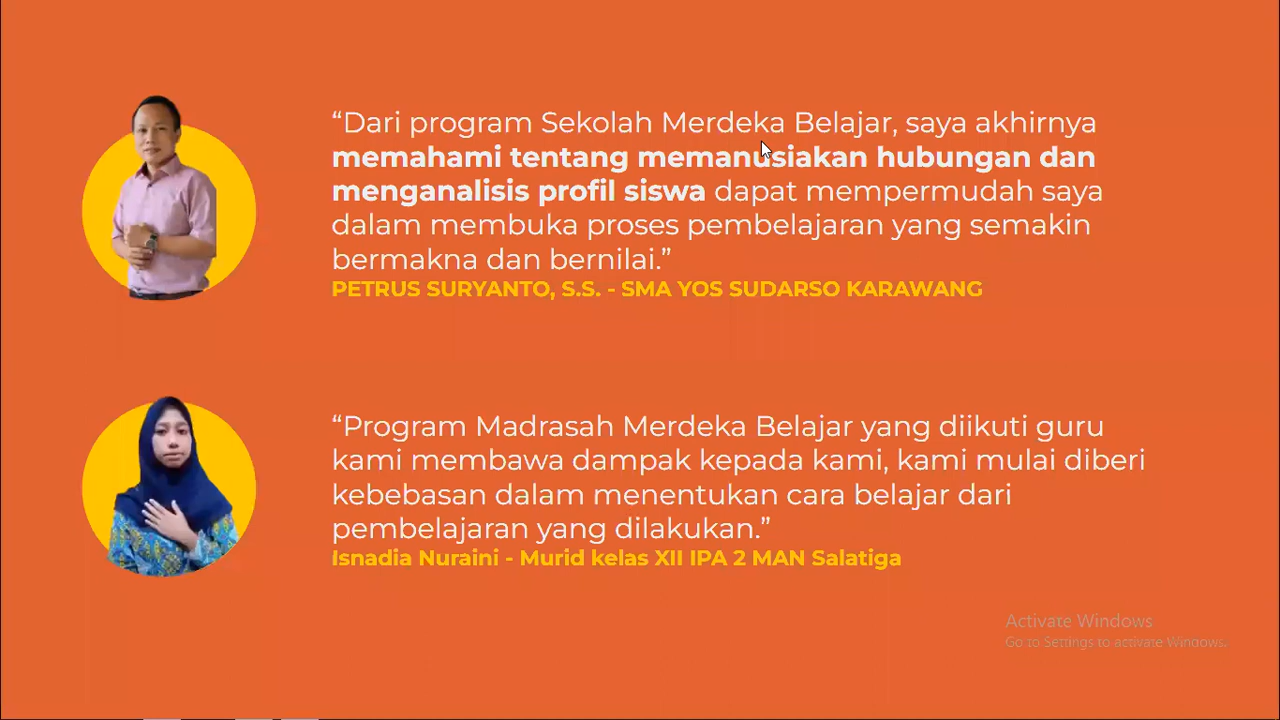 “Dari program Sekolah Merdeka Belajar, saya akhirnya
memahami tentang memanusiakan hubungan dan
menganalisis profil siswa dapat mempermudah saya
dalam membuka proses pembelajaran yang semakin
bermakna dan bernilai.”
PETRUS SURYANTO, S.S. - SMA YOS SUDARSO KARAWANG
“Program Madrasah Merdeka Belajar yang diikuti guru
kami membawa dampak kepada kami, kami mulai diberi
kebebasan dalam menentukan cara belajar dari
pembelajaran yang dilakukan.”
Isnadia Nuraini - Murid kelas XII IPA 2 MAN Salatiga
Activate Windows
Go to Settings to activate Windows.